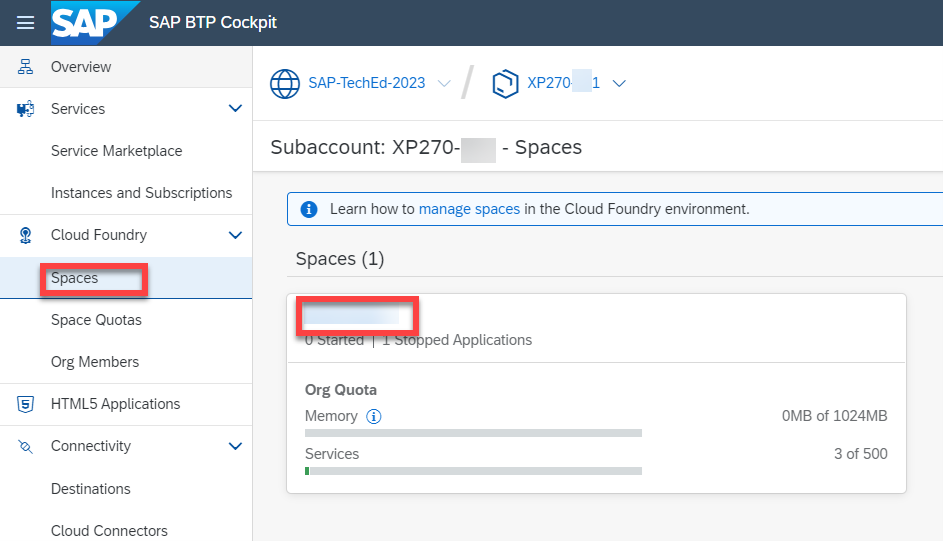 SAP SAP BTP Cockpit
Overview
Services
Service Marketplace
Instances and Subscriptions
Cloud Foundry
Spaces
Space Quotas
Org Members
HTML5 Applications
Connectivity
Destinations
Cloud Connectors
SAP-TechEd-2023 / XP270- 1
Subaccount: XP270- - Spaces
Learn how to manage spaces in the Cloud Foundry environment.
Spaces (1)
0 Started | 1 Stopped Applications
Org Quota
Memory 0MB of 1024MB
Services 3 of 500